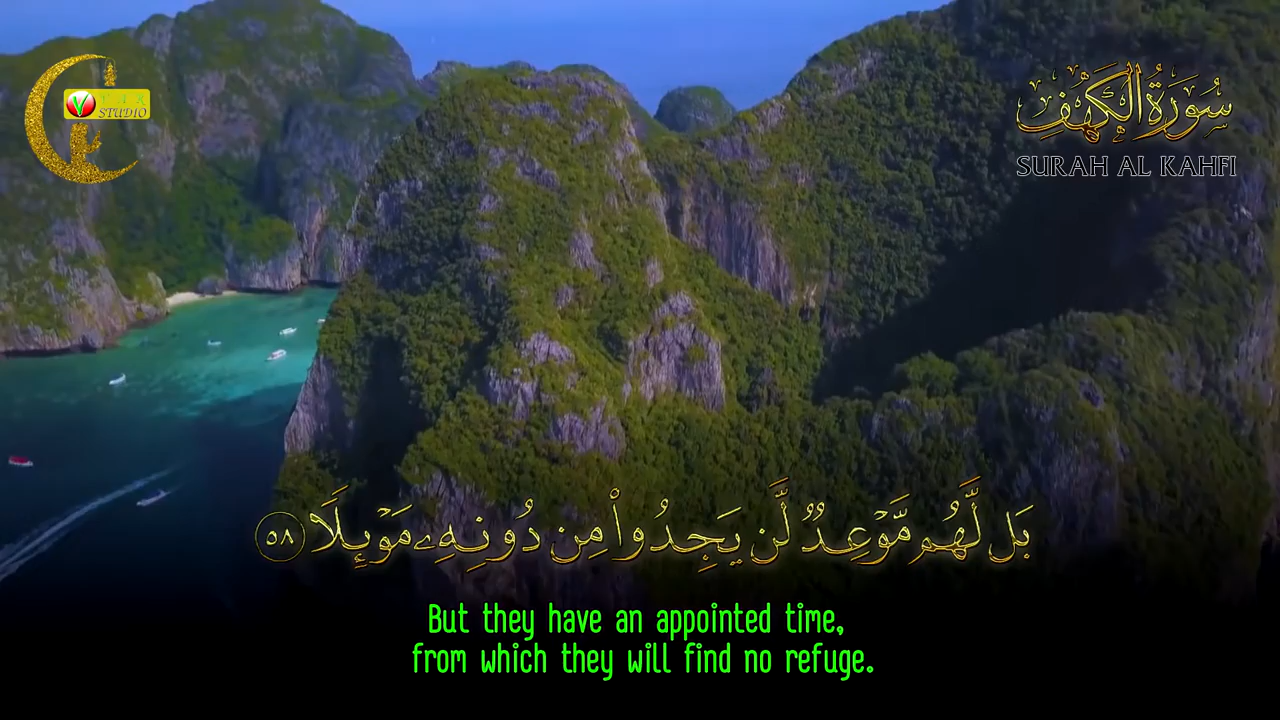 V I A R
STUDIO
سُورَةُ الْكَهْفِ
SURAH AL KAHFI
بَل لَّهُم مَّوْعِدٌ لَّن يَجِدُوا۟ مِن دُونِهِۦ مَوْئِلًا ٥٨
But they have an appointed time,
from which they will find no refuge.